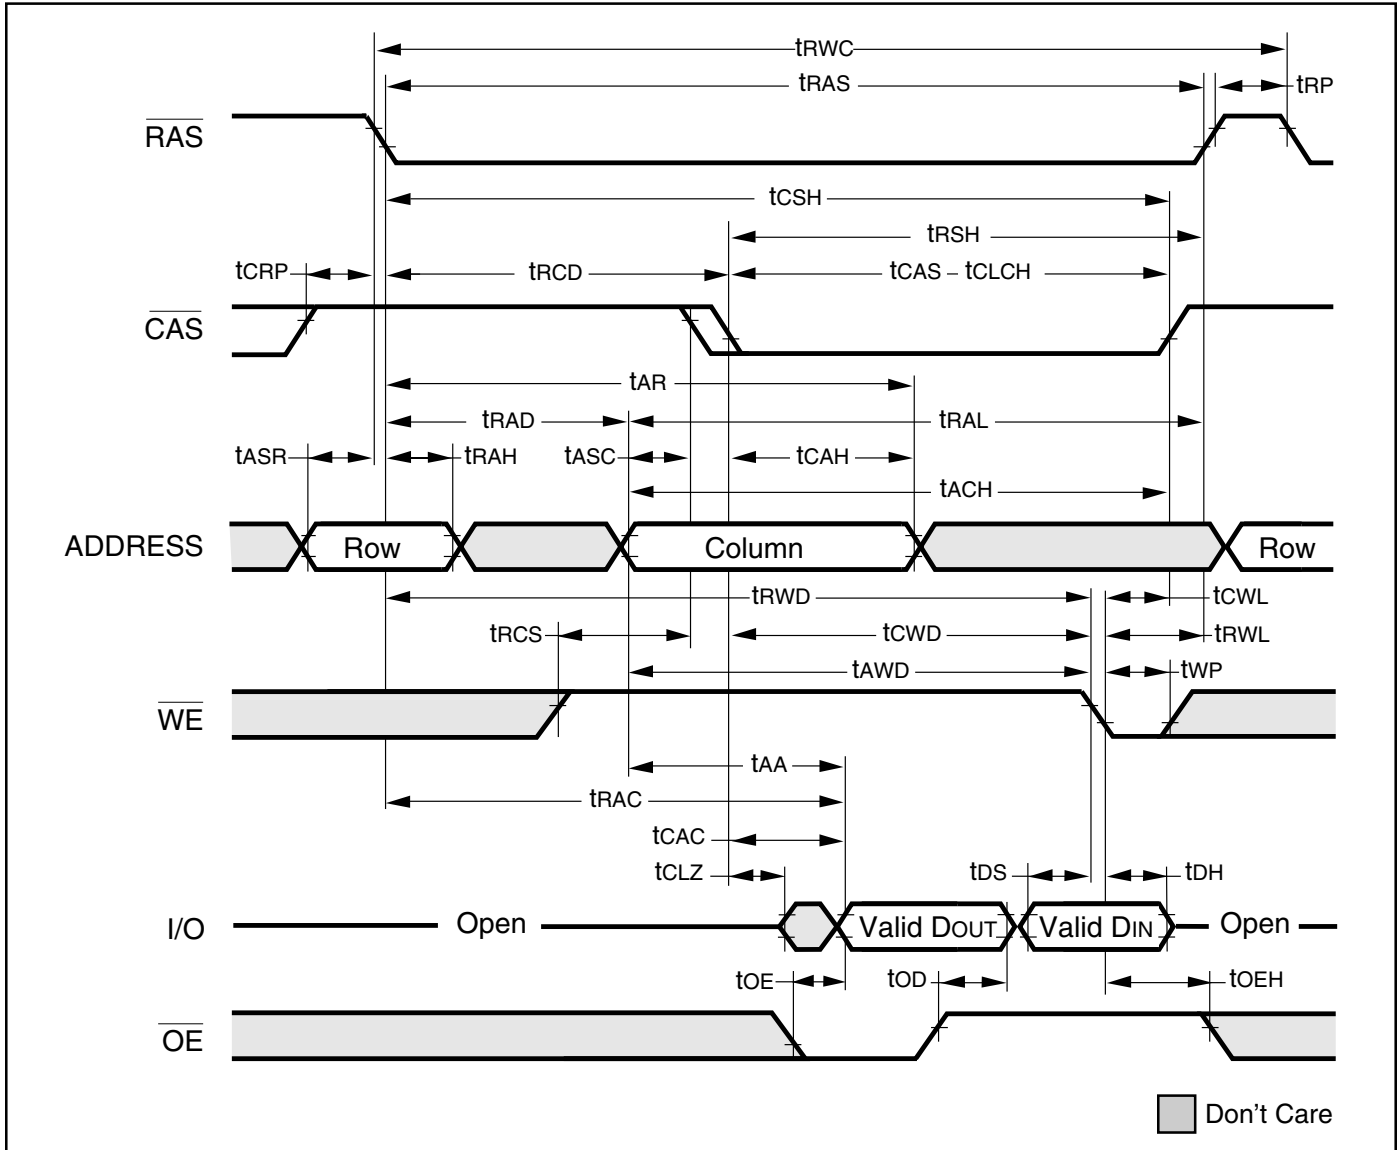 tRWC
tRAS
tRP
RAS
tCSH
tRSH
tCRP
tRCD
tCAS – tCLCH
CAS
tAR
tRAD
tRAL
tASR
tRAH
tASC
tCAH
tACH
ADDRESS
Row
Column
Row
tRWD
tCWL
tRCS
tCWD
tRWL
tAWD
tWP
WE
tAA
tRAC
tCAC
tCLZ
tDS
tDH
I/O
Open
Valid DOUT
Valid DIN
Open
tOE
tOD
tOEH
OE
Don't Care